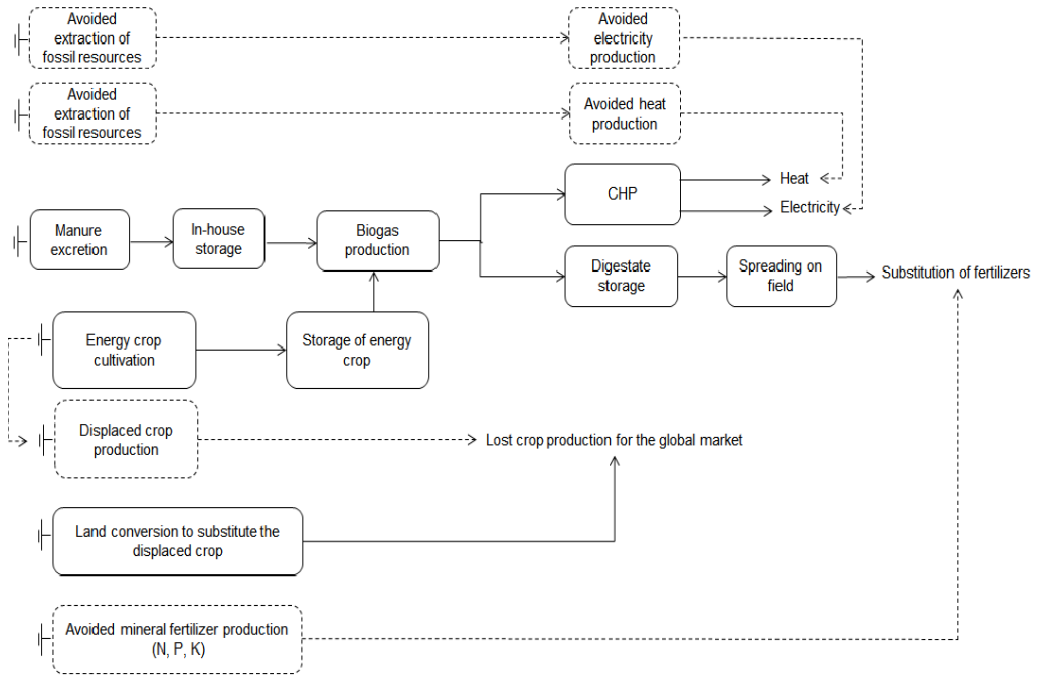 Avoided
extraction of
fossil resources
Avoided
electricity
production
Avoided
extraction of
fossil resources
Avoided heat
production
CHP
Heat
Electricity
Manure
excretion
In-house
storage
Biogas
production
Digestate
storage
Spreading on
field
Substitution of fertilizers
Energy crop
cultivation
Storage of energy
crop
Displaced crop
production
Lost crop production for the global market
Land conversion to substitute the
displaced crop
Avoided mineral fertilizer production
(N, P, K)